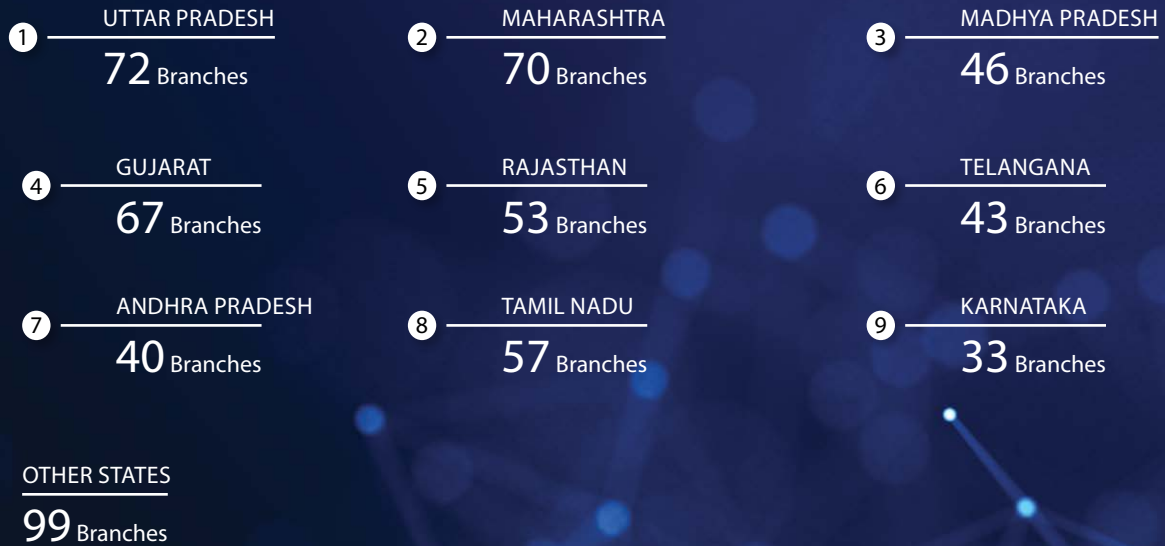 1 UTTAR PRADESH
72 Branches
2 MAHARASHTRA
70 Branches
3 MADHYA PRADESH
46 Branches
4 GUJARAT
67 Branches
5 RAJASTHAN
53 Branches
6 TELANGANA
43 Branches
7 ANDHRA PRADESH
40 Branches
8 TAMIL NADU
57 Branches
9 KARNATAKA
33 Branches
OTHER STATES
99 Branches